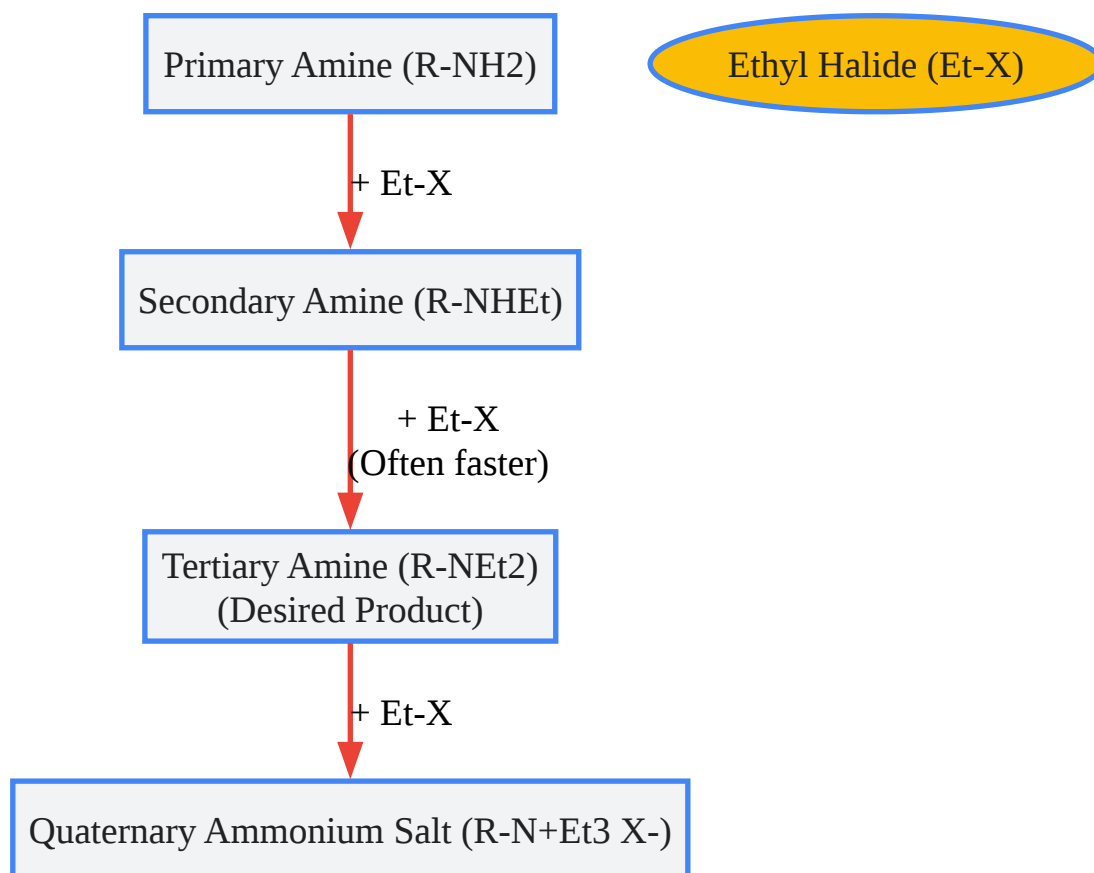 Primary Amine (R-NH2)
Ethyl Halide (Et-X)
+ Et-X
Secondary Amine (R-NHEt)
+ Et-X
(Often faster)
Tertiary Amine (R-NEt2)
(Desired Product)
+ Et-X
Quaternary Ammonium Salt (R-N+Et3 X-)